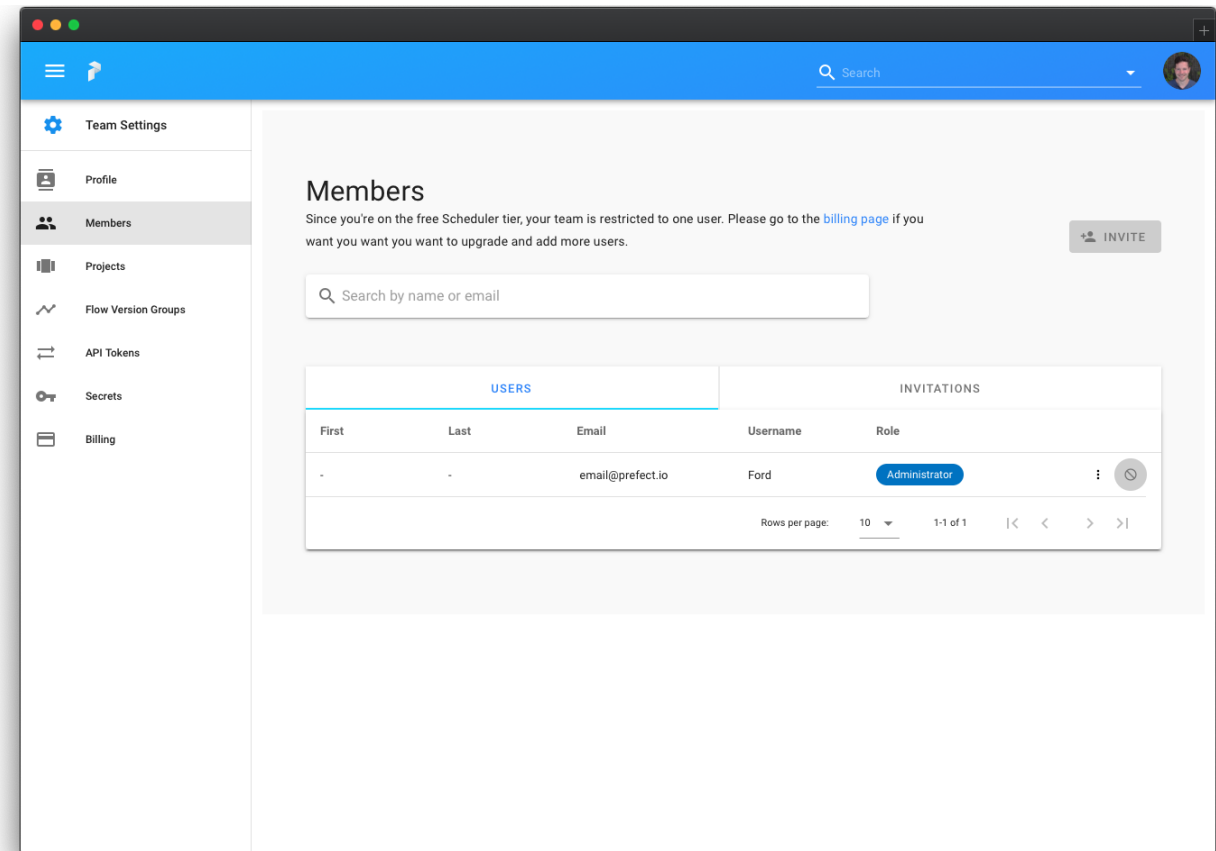 Search
Team Settings
Profile
Members
Projects
Flow Version Groups
API Tokens
Secrets
Billing
Members
Since you're on the free Scheduler tier, your team is restricted to one user. Please go to the billing page if you
want you want you want to upgrade and add more users.
INVITE
Search by name or email
USERS INVITATIONS
First Last Email Username Role
- - email@prefect.io Ford Administrator
Rows per page: 10 1-1 of 1